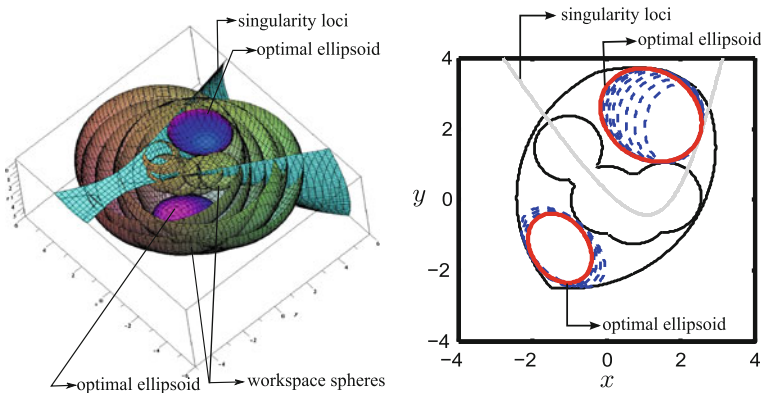 singularity loci
optimal ellipsoid
optimal ellipsoid
workspace spheres
singularity loci
optimal ellipsoid
4
2
y
0
−2
optimal ellipsoid
−4
−4
−2
0
2
4
x